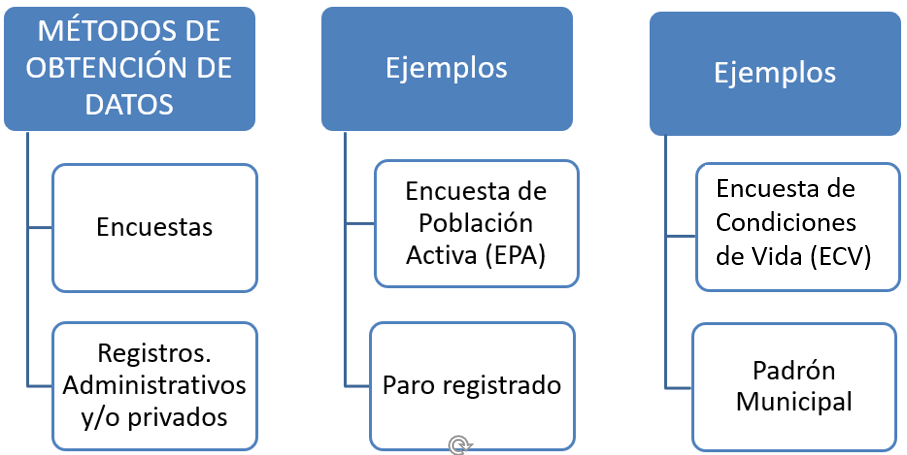 MÉTODOS DE
OBTENCIÓN DE
DATOS
Encuestas
Registros.
Administrativos
y/o privados
Ejemplos
Encuesta de
Población
Activa (EPA)
Paro registrado
Ejemplos
Encuesta de
Condiciones
de Vida (ECV)
Padrón
Municipal